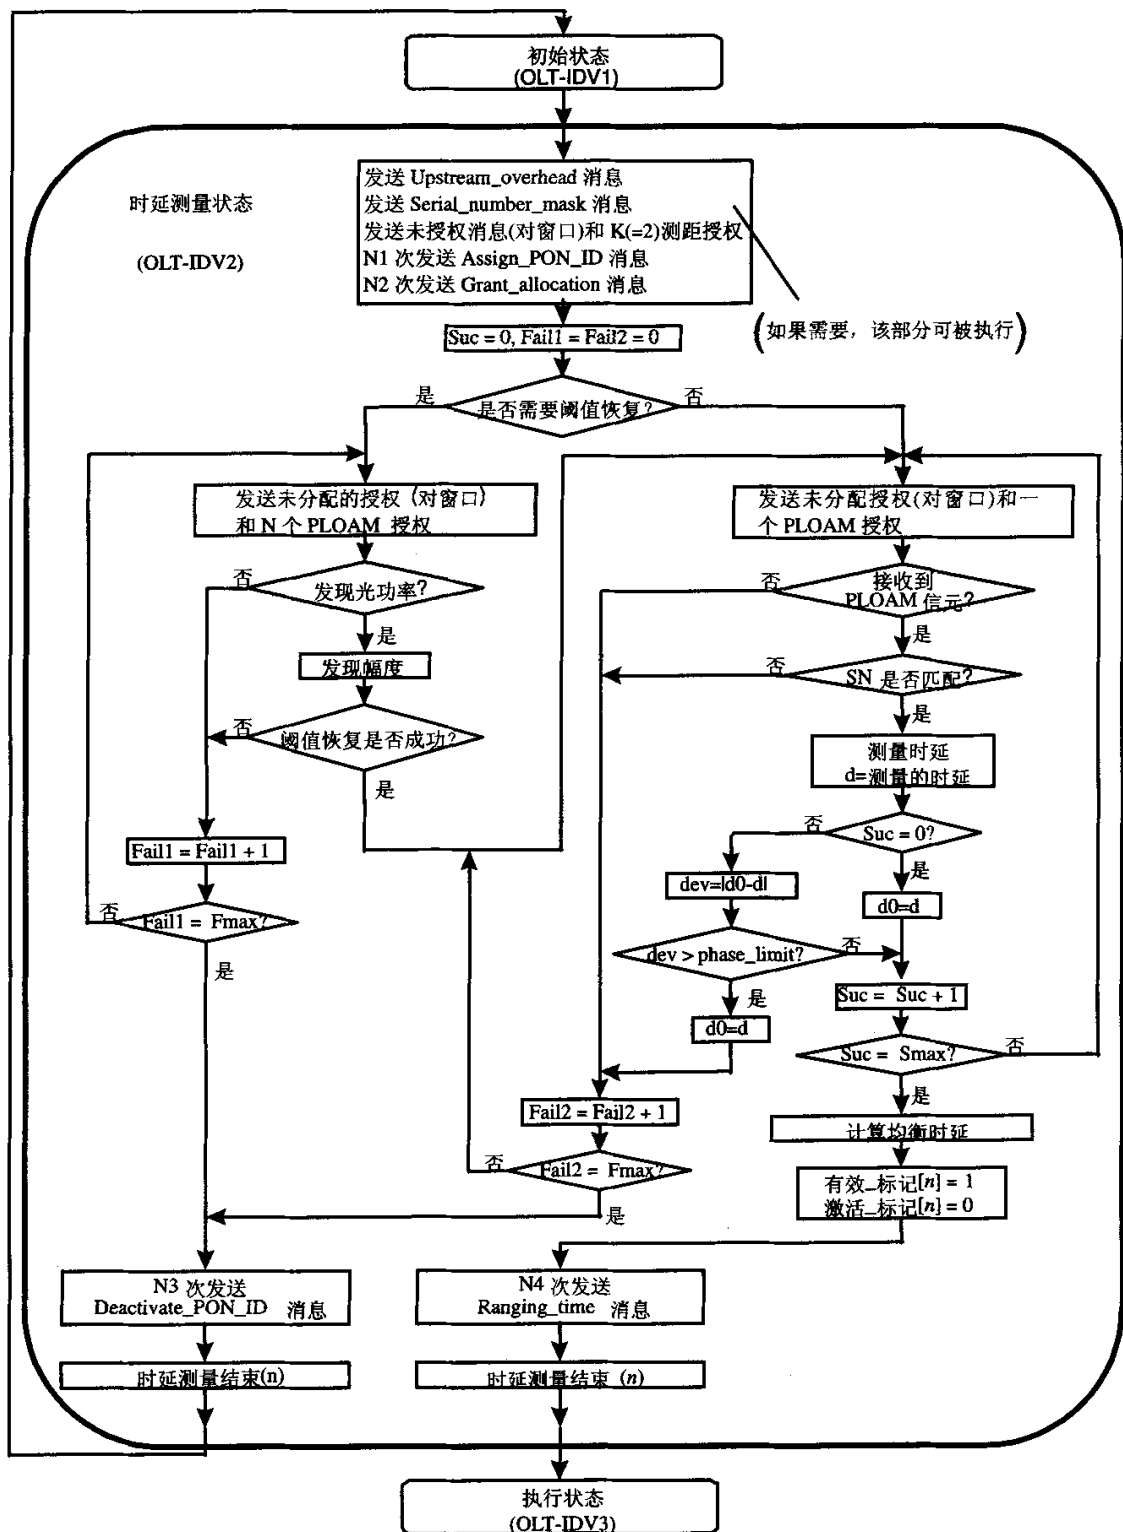 初始状态
(OLT-IDV1)
时延测量状态
(OLT-IDV2)
发送 Upstream_overhead 消息
发送 Serial_number_mask 消息
发送未授权消息(对窗口)和 K(=2)测距授权
N1 次发送 Assign_PON_ID 消息
N2 次发送 Grant_allocation 消息
(如果需要，该部分可被执行)
Suc = 0, Fail1 = Fail2 = 0
是否需要阈值恢复?
是
否
发送未分配的授权 (对窗口)
和 N 个 PLOAM 授权
发现光功率?
否
是
发现幅度
阈值恢复是否成功?
否
是
Fail1 = Fail1 + 1
Fail1 = Fmax?
否
是
发送未分配授权(对窗口)和一
个 PLOAM 授权
接收到
PLOAM 信元?
否
是
SN 是否匹配?
否
是
测量时延
d=测量的时延
Suc = 0?
否
是
dev=|d0-d|
d0=d
dev > phase_limit?
否
是
d0=d
Suc = Suc + 1
Suc = Smax?
否
是
Fail2 = Fail2 + 1
Fail2 = Fmax?
否
是
计算均衡时延
有效_标记[n] = 1
激活_标记[n] = 0
N3 次发送
Deactivate_PON_ID 消息
时延测量结束(n)
N4 次发送
Ranging_time 消息
时延测量结束 (n)
执行状态
(OLT-IDV3)